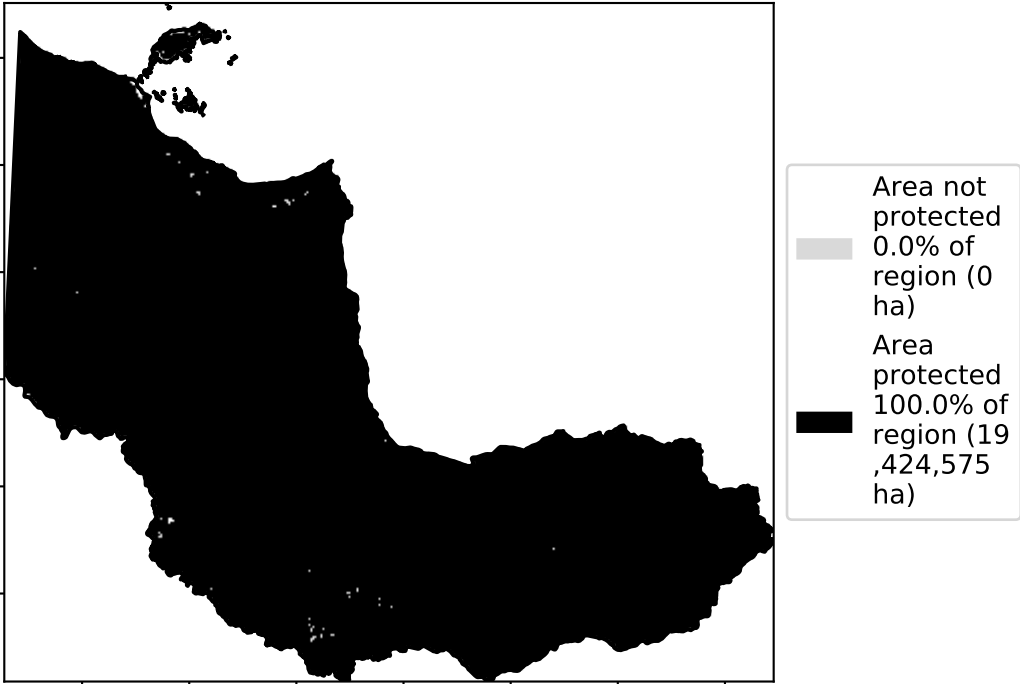 Area not
protected
0.0% of
region (0
ha)
Area
protected
100.0% of
region (19
,424,575
ha)